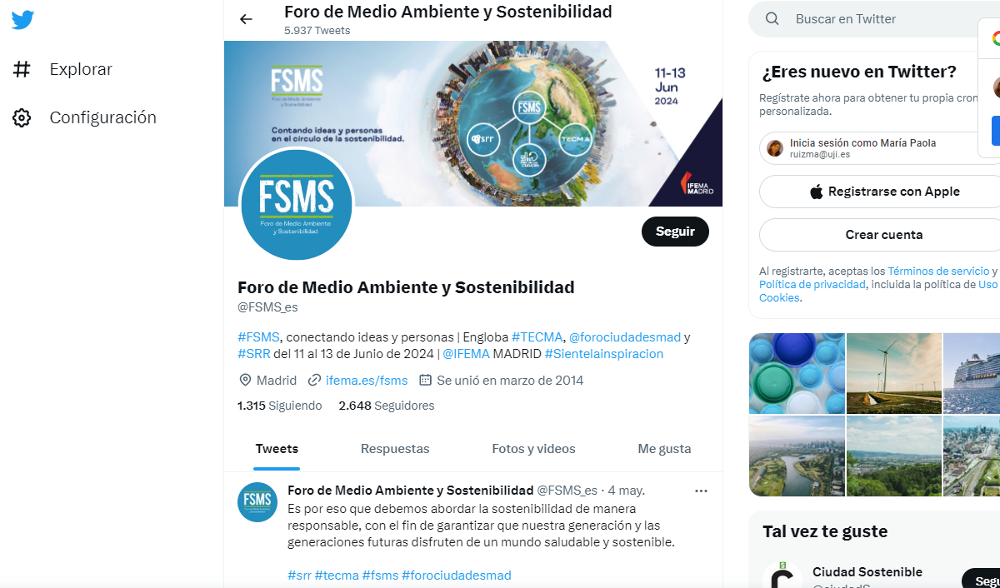 Foro de Medio Ambiente y Sostenibilidad
5.937 Tweets
Explorar
Configuración
FSMS
Foro de Medio Ambiente
y Sostenibilidad
Contando ideas y personas
en el círculo de la sostenibilidad.
FSMS
srr
TECMA
FORO DE LAS
CIUDADES
11-13
Jun
2024
IFEMA
MADRID
FSMS
Foro de Medio Ambiente
y Sostenibilidad
Seguir
Foro de Medio Ambiente y Sostenibilidad
@FSMS_es
#FSMS, conectando ideas y personas | Engloba #TECMA, @forociudadesmad y
#SRR del 11 al 13 de Junio de 2024 | @IFEMA MADRID #Sientelainspiracion
Madrid ifema.es/fsms Se unió en marzo de 2014
1.315 Siguiendo 2.648 Seguidores
Tweets Respuestas Fotos y videos Me gusta
FSMS
Foro de Medio Ambiente y Sostenibilidad @FSMS_es · 4 may.
Es por eso que debemos abordar la sostenibilidad de manera
responsable, con el fin de garantizar que nuestra generación y las
generaciones futuras disfruten de un mundo saludable y sostenible.
#srr #tecma #fsms #forociudadesmad
Buscar en Twitter
¿Eres nuevo en Twitter?
Regístrate ahora para obtener tu propia cron
personalizada.
Inicia sesión como María Paola
ruizma@uji.es
Registrarse con Apple
Crear cuenta
Al registrarte, aceptas los Términos de servicio y
Política de privacidad, incluida la política de Uso
Cookies.
Tal vez te guste
Ciudad Sostenible
Segu